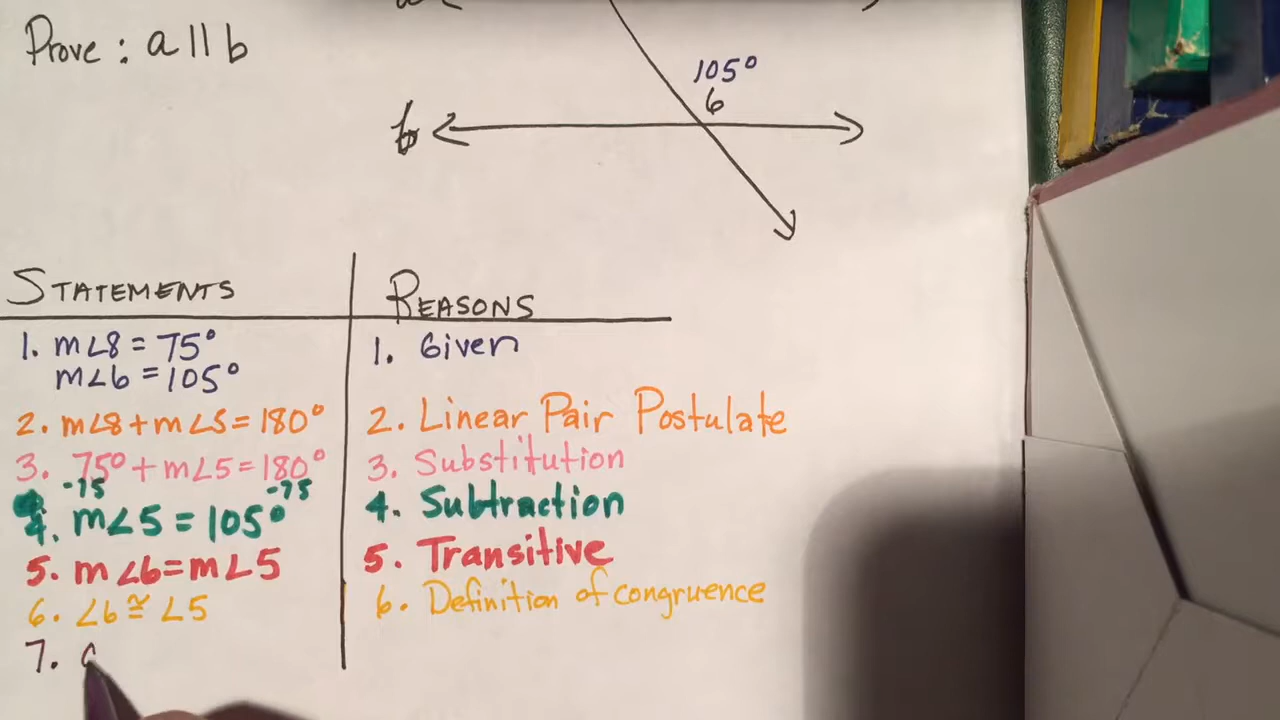 Prove : a || b
105°
6
b
STATEMENTS
REASONS
1. m∠8 = 75°
m∠6 = 105°
1. Given
2. m∠8 + m∠5 = 180°
2. Linear Pair Postulate
3. 75° + m∠5 = 180°
3. Substitution
-75 -75
4. m∠5 = 105°
4. Subtraction
5. m∠6 = m∠5
5. Transitive
6. ∠6 ≅ ∠5
6. Definition of congruence
7.